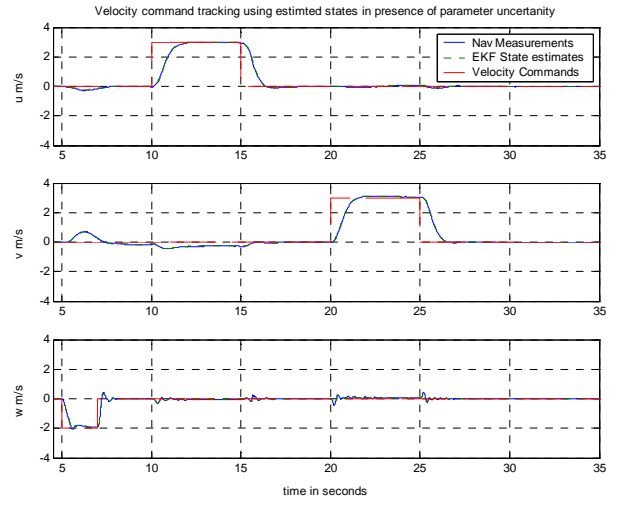 Velocity command tracking using estimted states in presence of parameter uncertanity
Nav Measurements
EKF State estimates
Velocity Commands
4
2
0
-2
-4
u m/s
5 10 15 20 25 30 35
4
2
0
-2
-4
v m/s
5 10 15 20 25 30 35
4
2
0
-2
-4
w m/s
5 10 15 20 25 30 35
time in seconds